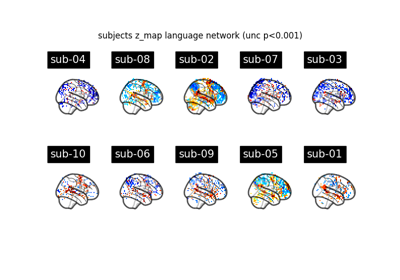 subjects z_map language network (unc p<0.001)
sub-04 sub-08 sub-02 sub-07 sub-03
sub-10 sub-06 sub-09 sub-05 sub-01